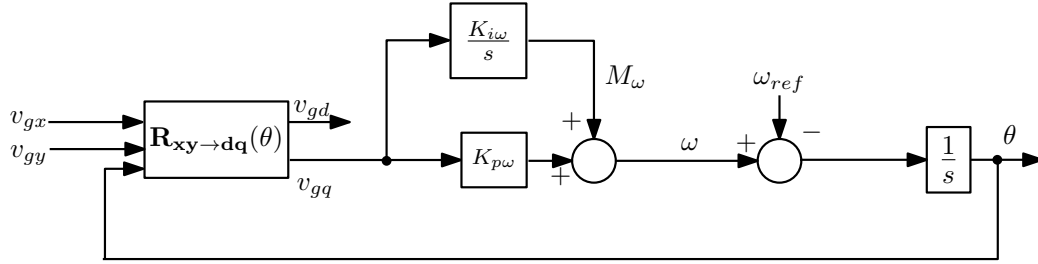 K_{iω}/s
M_ω
ω_{ref}
v_{gx}
v_{gy}
R_{xy→dq}(θ)
v_{gd}
v_{gq}
K_{pω}
+
+
ω
+
−
1/s
θ